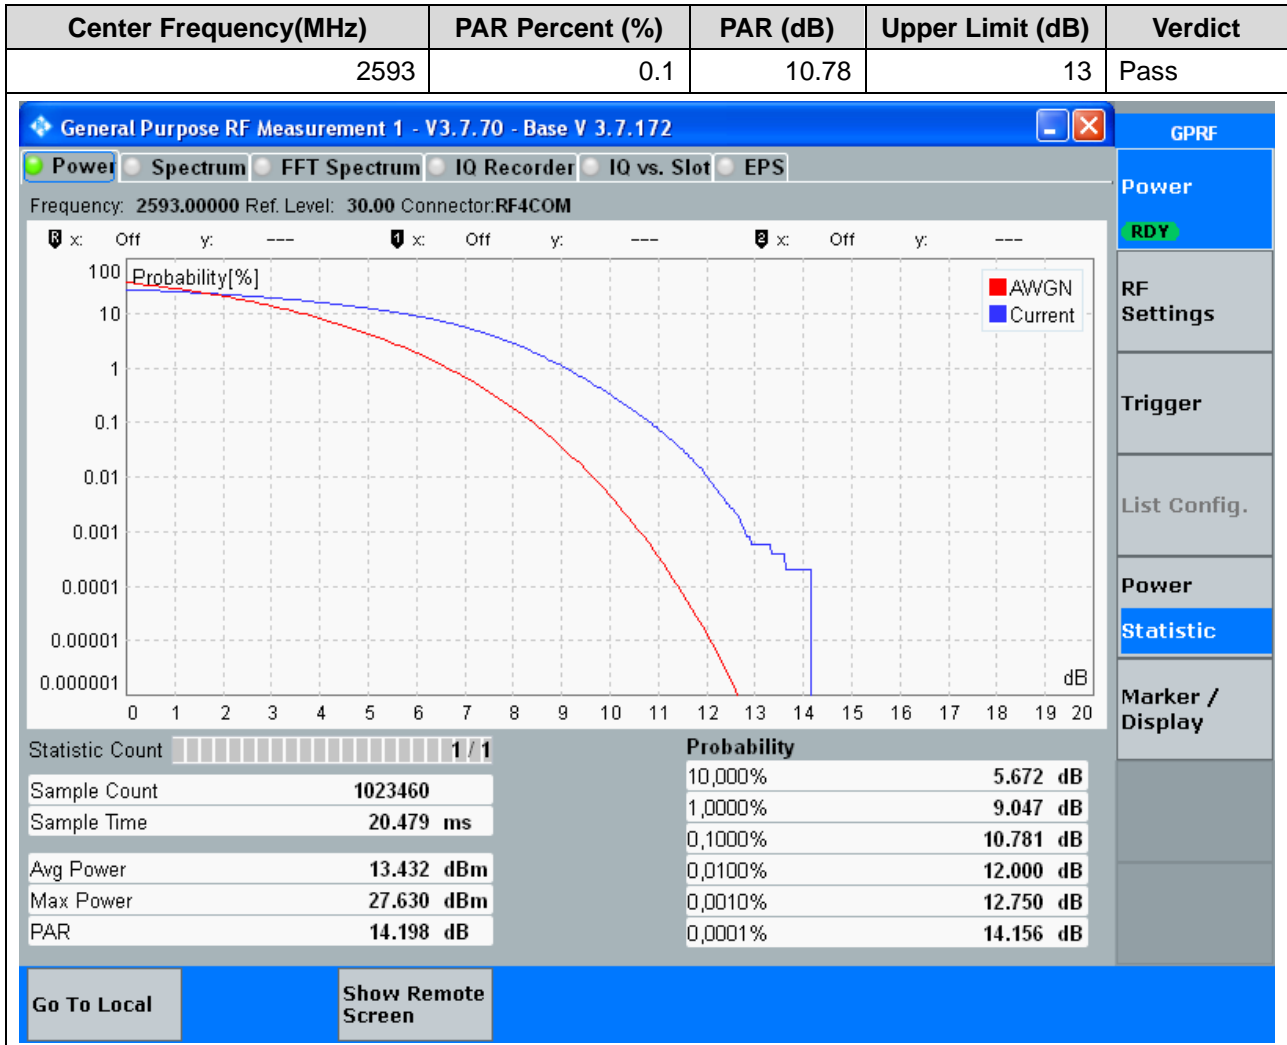 Center Frequency(MHz) PAR Percent (%) PAR (dB) Upper Limit (dB) Verdict
2593 0.1 10.78 13 Pass
General Purpose RF Measurement 1 - V3.7.70 - Base V 3.7.172
GPRF
Power Spectrum FFT Spectrum IQ Recorder IQ vs. Slot EPS
Frequency: 2593.00000 Ref. Level: 30.00 Connector:RF4COM
R x: Off y: --- 1 x: Off y: --- 2 x: Off y: ---
Probability[%]
100
10
1
0.1
0.01
0.001
0.0001
0.00001
0.000001
AWGN
Current
dB
0 1 2 3 4 5 6 7 8 9 10 11 12 13 14 15 16 17 18 19 20
Statistic Count 1 / 1
Sample Count 1023460
Sample Time 20.479 ms
Avg Power 13.432 dBm
Max Power 27.630 dBm
PAR 14.198 dB
Probability
10,000% 5.672 dB
1,0000% 9.047 dB
0,1000% 10.781 dB
0,0100% 12.000 dB
0,0010% 12.750 dB
0,0001% 14.156 dB
Power
RDY
RF
Settings
Trigger
List Config.
Power
Statistic
Marker /
Display
Go To Local
Show Remote
Screen